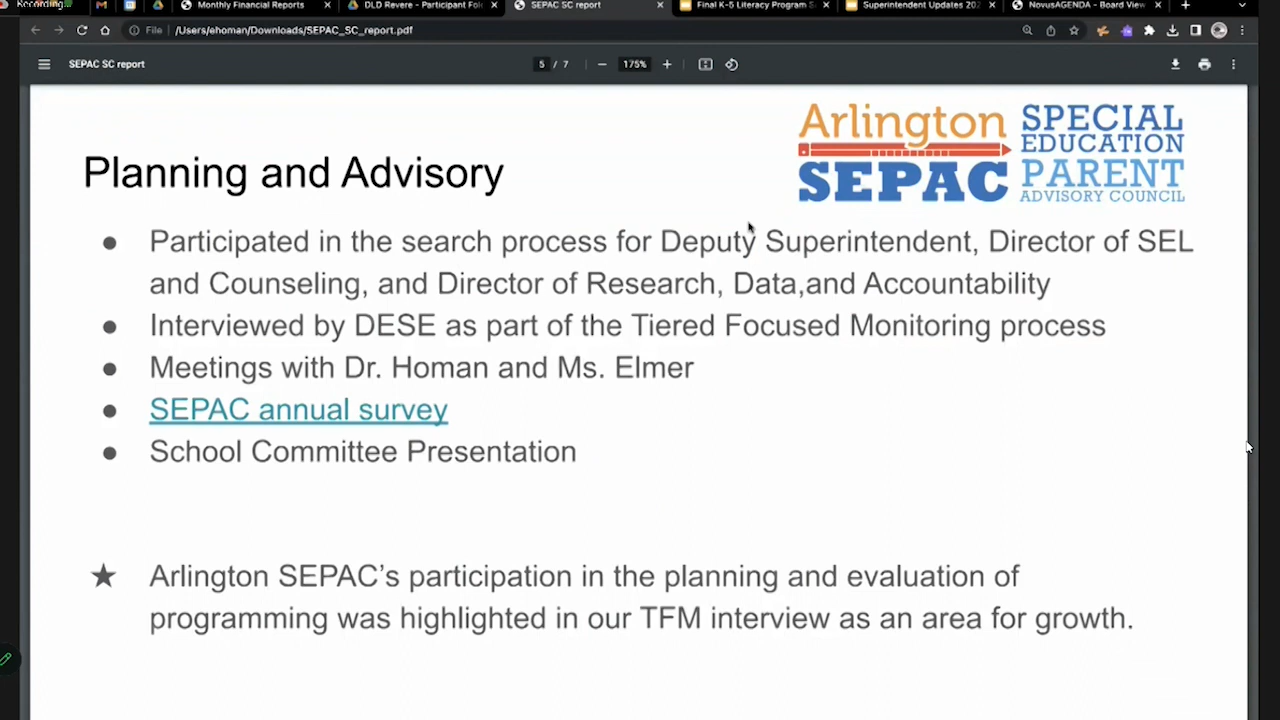 Recording...
Monthly Financial Reports
DLD Revere - Participant Fol
SEPAC SC report
Final K-5 Literacy Program S
Superintendent Updates 202
NovusAGENDA - Board View
File /Users/ehoman/Downloads/SEPAC_SC_report.pdf
SEPAC SC report
5 / 7
175%
Arlington
SEPAC
SPECIAL
EDUCATION
PARENT
ADVISORY COUNCIL
Planning and Advisory
● Participated in the search process for Deputy Superintendent, Director of SEL
and Counseling, and Director of Research, Data,and Accountability
● Interviewed by DESE as part of the Tiered Focused Monitoring process
● Meetings with Dr. Homan and Ms. Elmer
● SEPAC annual survey
● School Committee Presentation
★ Arlington SEPAC’s participation in the planning and evaluation of
programming was highlighted in our TFM interview as an area for growth.